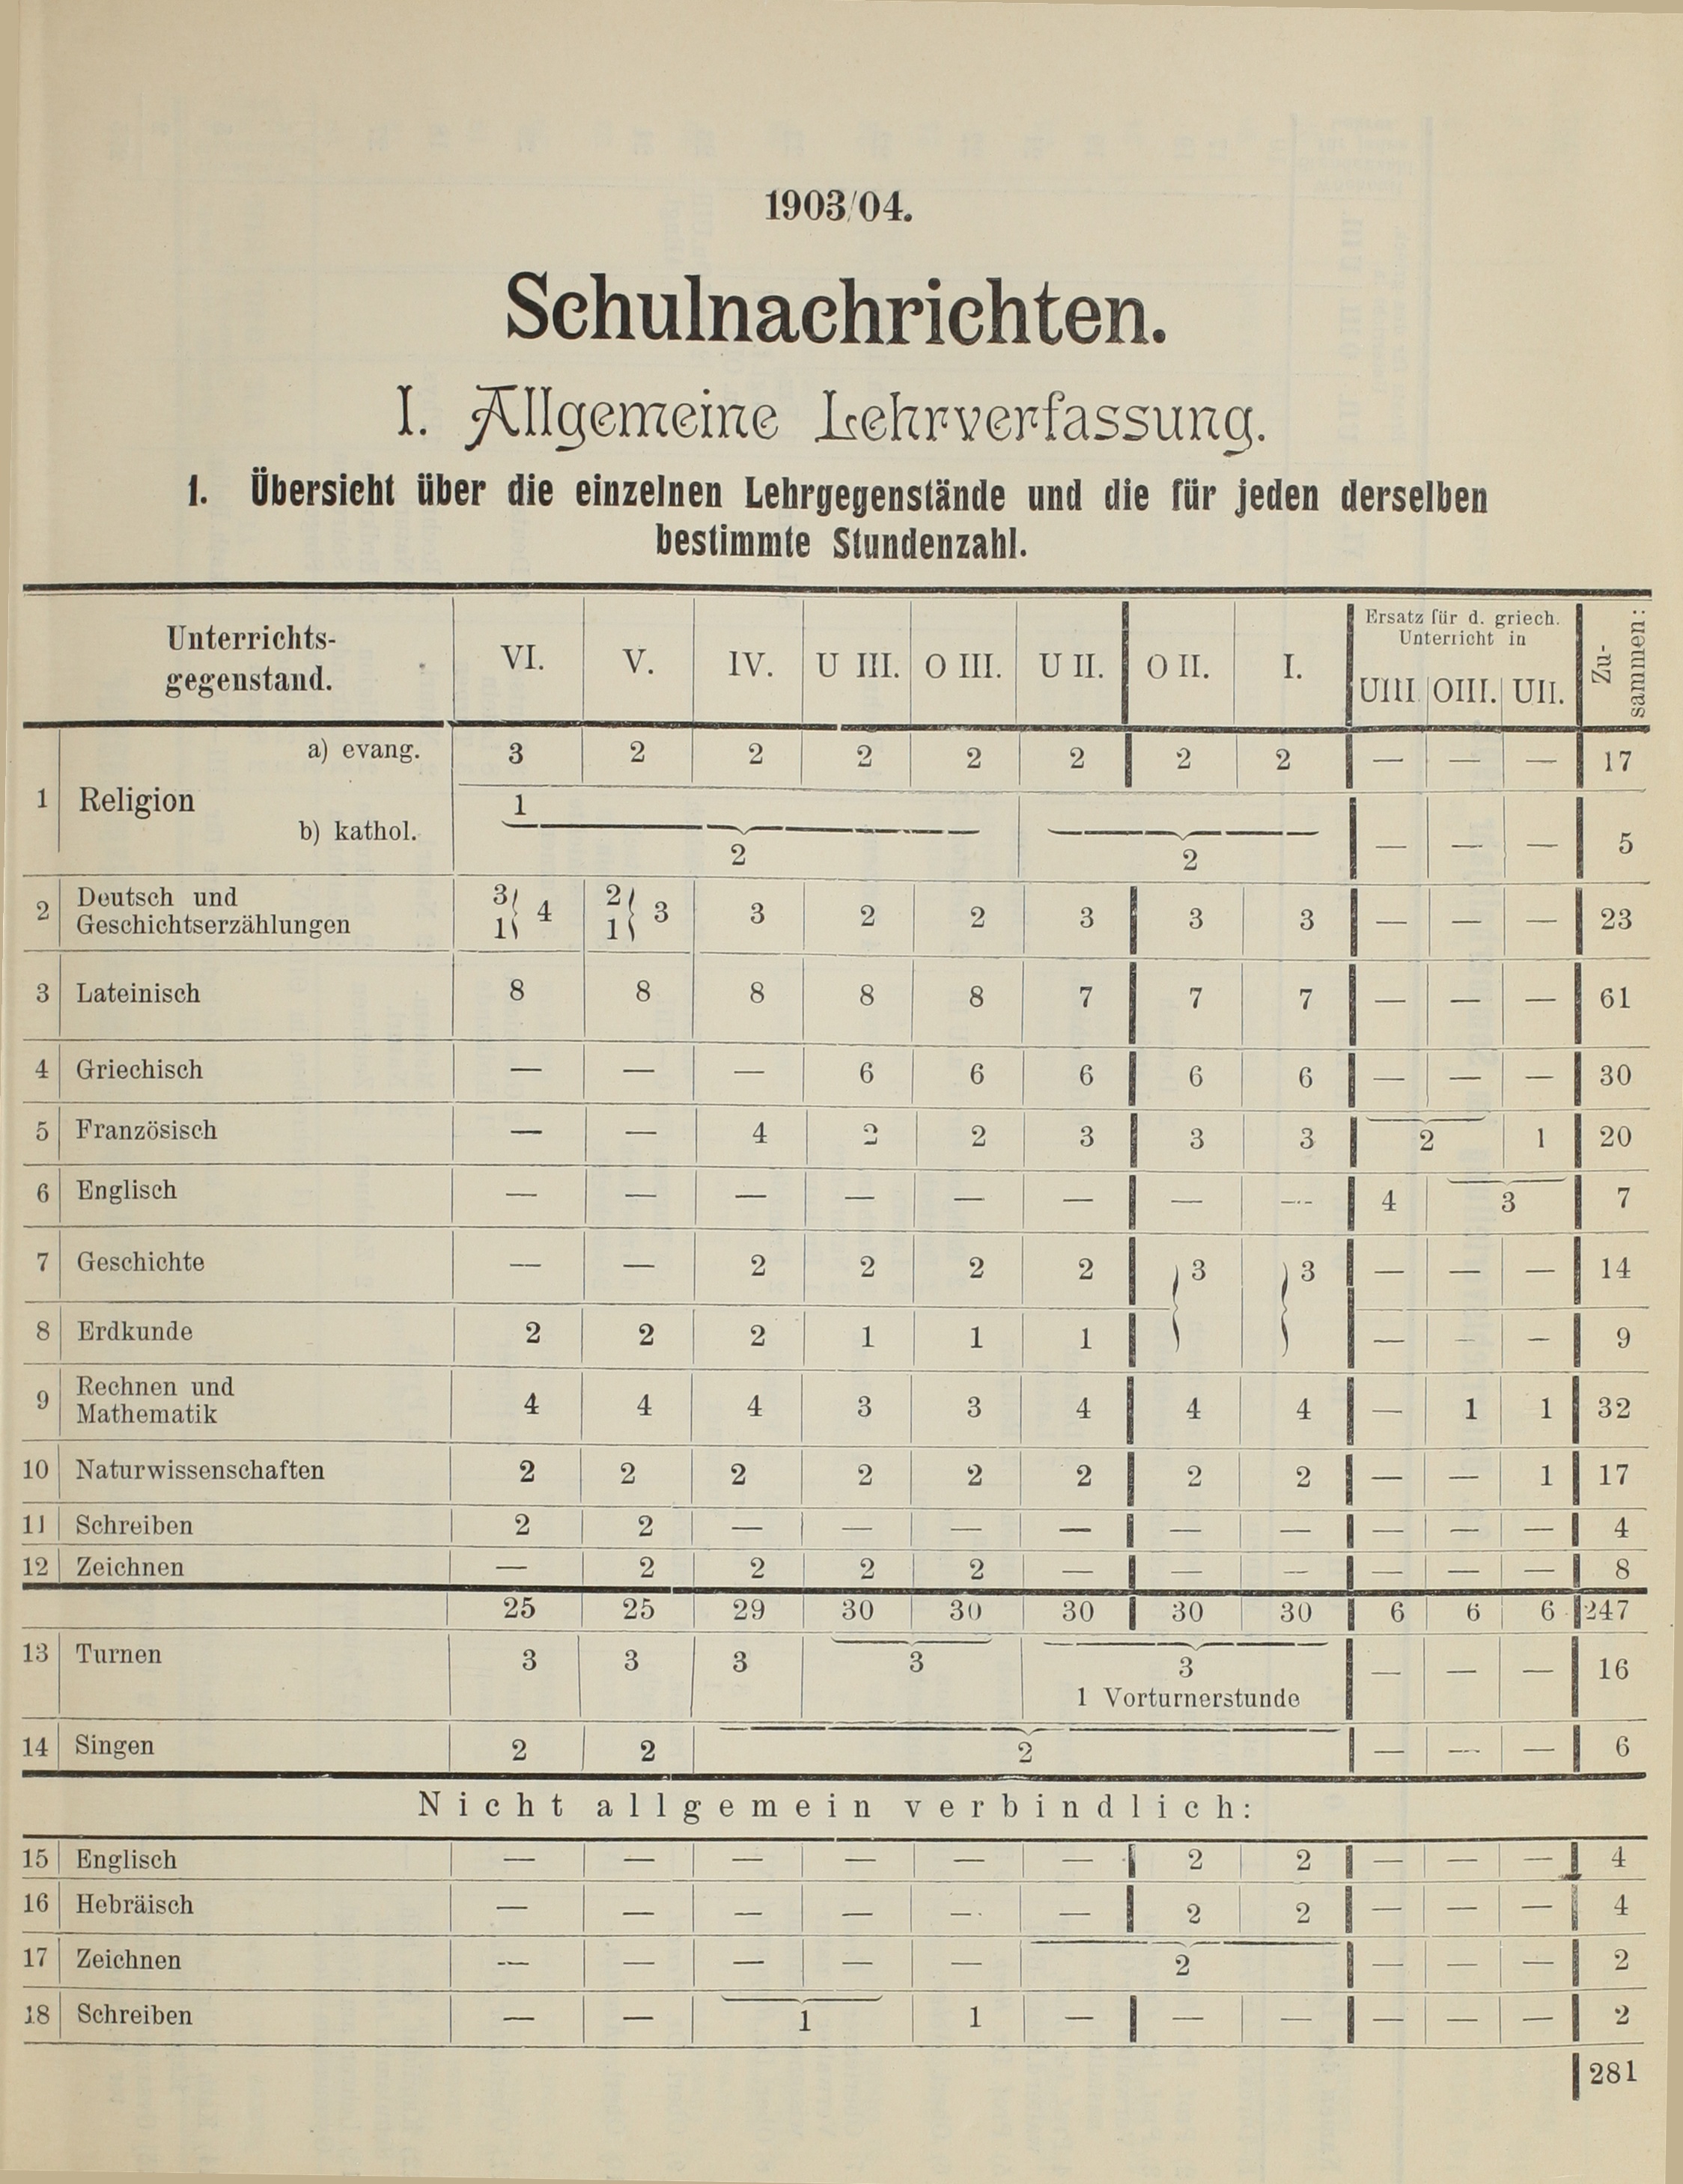 1903/04.
Schulnachrichten.
I. Allgemeine Lehrverfassung.
1. Übersicht über die einzelnen Lehrgegenstände und die für jeden derselben
bestimmte Stundenzahl.
Unterrichts-
gegenstand. VI. V. IV. U III. O III. U II. O II. I. Ersatz für d. griech.
Unterricht in
UIII OIII. UII. Zu-
sammen:
1 Religion
a) evang. 3 2 2 2 2 2 2 2 — — — 17
b) kathol. 1
2 2 — — — 5
2 Deutsch und
Geschichtserzählungen 3
1 } 4 2
1 } 3 3 2 2 3 3 3 — — — 23
3 Lateinisch 8 8 8 8 8 7 7 7 — — — 61
4 Griechisch — — — 6 6 6 6 6 — — — 30
5 Französisch — — 4 2 2 3 3 3 2 1 20
6 Englisch — — — — — — — — 4 3 7
7 Geschichte — — 2 2 2 2 } 3 } 3 — — — 14
8 Erdkunde 2 2 2 1 1 1 — — — 9
9 Rechnen und
Mathematik 4 4 4 3 3 4 4 4 — 1 1 32
10 Naturwissenschaften 2 2 2 2 2 2 2 2 — — 1 17
11 Schreiben 2 2 — — — — — — — — — 4
12 Zeichnen — 2 2 2 2 — — — — — — 8
25 25 29 30 30 30 30 30 6 6 6 247
13 Turnen 3 3 3 3 3
1 Vorturnerstunde — — — 16
14 Singen 2 2 2 — — — 6
Nicht allgemein verbindlich:
15 Englisch — — — — — — 2 2 — — — 4
16 Hebräisch — — — — — — 2 2 — — — 4
17 Zeichnen — — — — — 2 — — — 2
18 Schreiben — — 1 1 — — — — — — 2
281